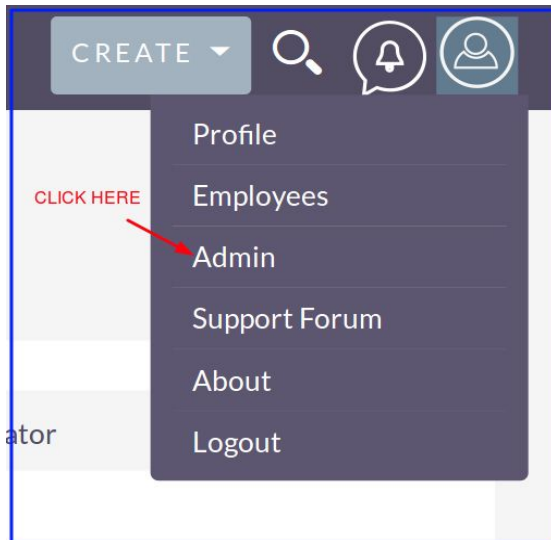 CREATE
Profile
CLICK HERE
Employees
Admin
Support Forum
About
ator
Logout